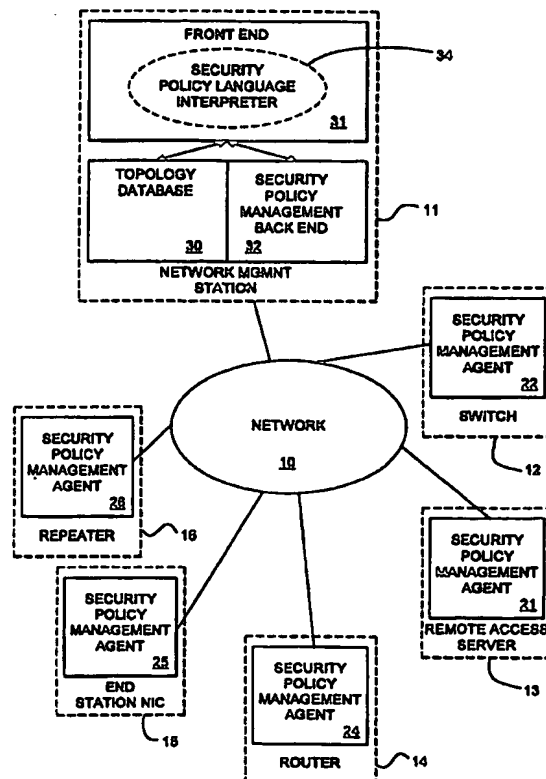 FRONT END
34
SECURITY
POLICY LANGUAGE
INTERPRETER
31
TOPOLOGY
DATABASE
30
SECURITY
POLICY
MANAGEMENT
BACK END
32
11
NETWORK MGMNT
STATION
SECURITY
POLICY
MANAGEMENT
AGENT
22
SWITCH
12
NETWORK
10
SECURITY
POLICY
MANAGEMENT
AGENT
26
REPEATER
16
SECURITY
POLICY
MANAGEMENT
AGENT
21
REMOTE ACCESS
SERVER
13
SECURITY
POLICY
MANAGEMENT
AGENT
25
END
STATION NIC
15
SECURITY
POLICY
MANAGEMENT
AGENT
24
ROUTER
14